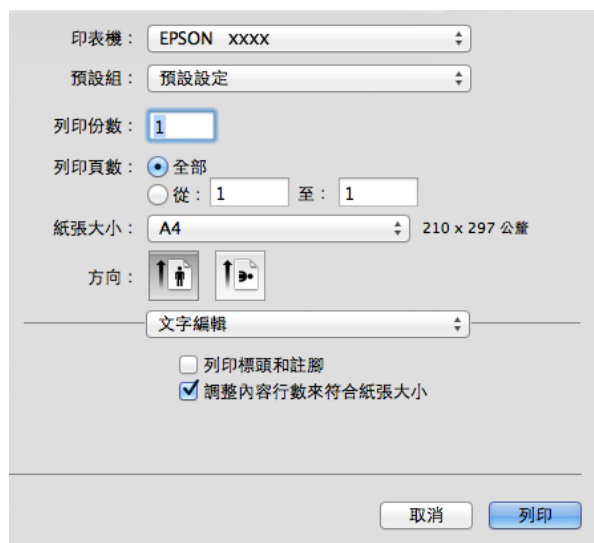 印表機： EPSON xxxx
預設組： 預設設定
列印份數： 1
列印頁數： 全部
從： 1 至： 1
紙張大小： A4 210 x 297 公釐
方向：
文字編輯
列印標頭和註腳
調整內容行數來符合紙張大小
取消 列印